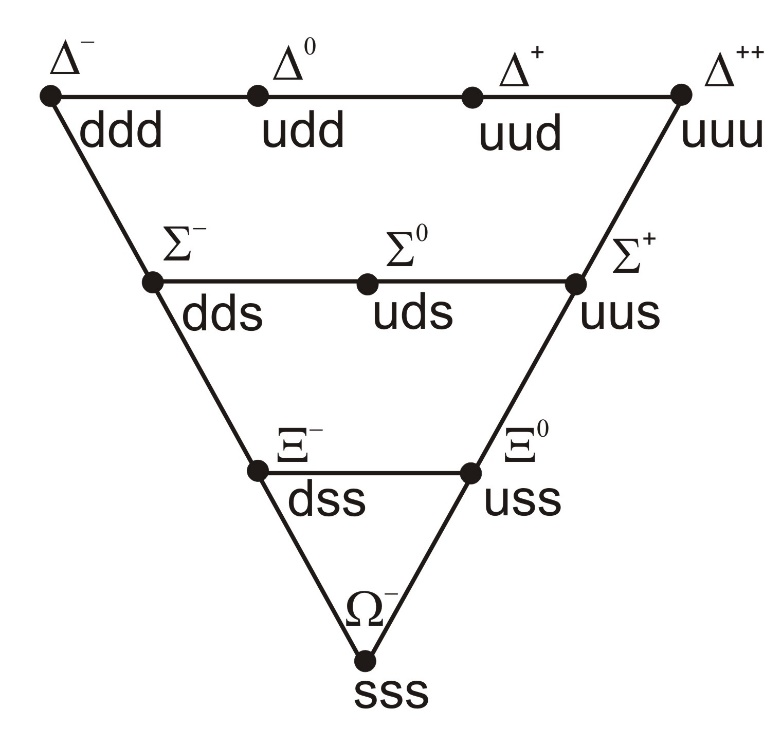 Δ⁻ Δ⁰ Δ⁺ Δ⁺⁺
ddd udd uud uuu
Σ⁻ Σ⁰ Σ⁺
dds uds uus
Ξ⁻ Ξ⁰
dss uss
Ω⁻
sss